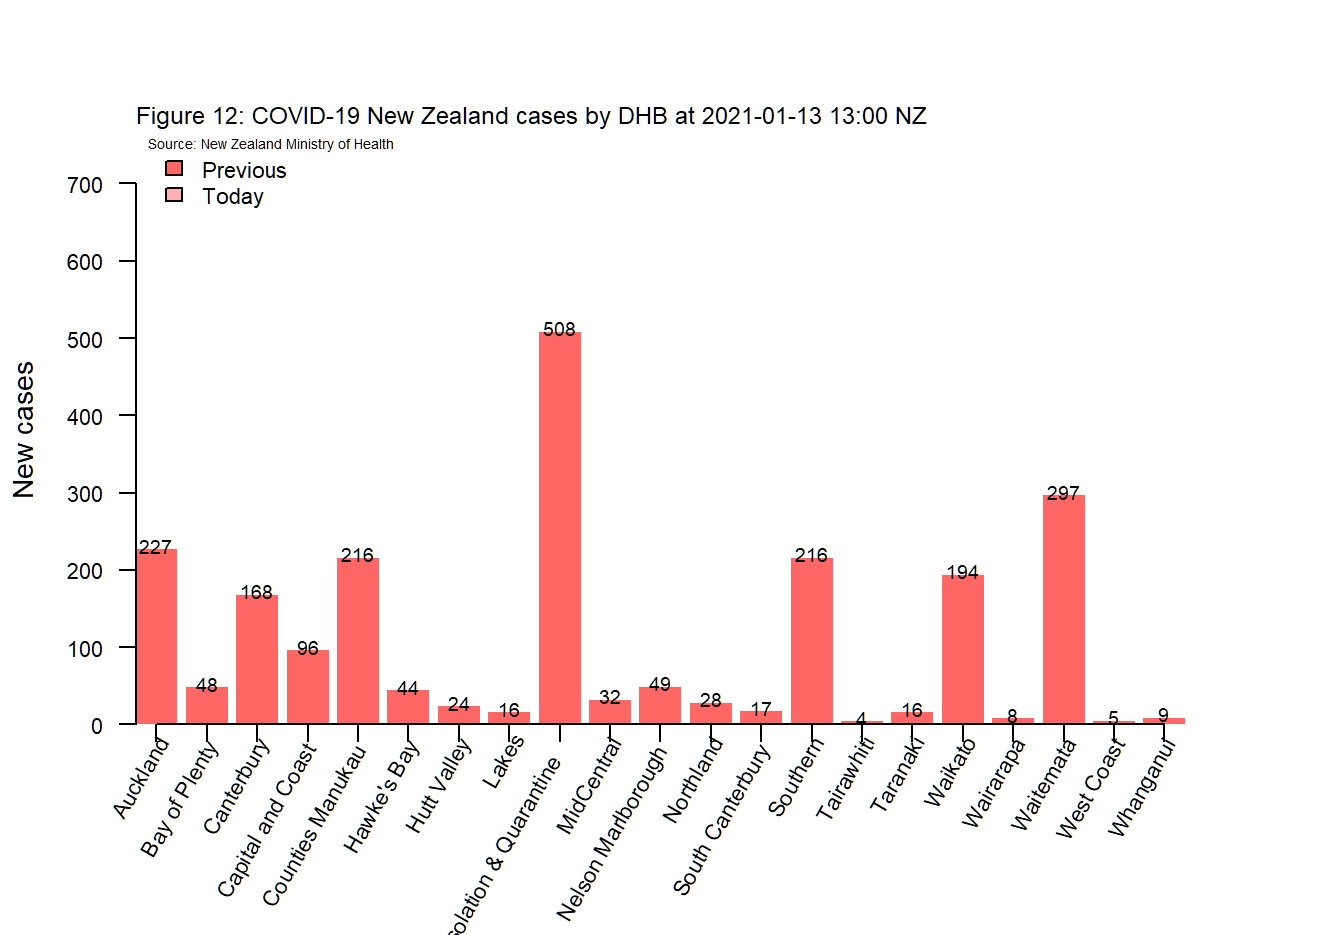 Figure 12: COVID-19 New Zealand cases by DHB at 2021-01-13 13:00 NZ
Source: New Zealand Ministry of Health
Previous
Today
New cases
700
600
500
400
300
200
100
0
227
48
168
96
216
44
24
16
508
32
49
28
17
216
4
16
194
8
297
5
9
Auckland
Bay of Plenty
Canterbury
Capital and Coast
Counties Manukau
Hawke's Bay
Hutt Valley
Lakes
solation & Quarantine
MidCentral
Nelson Marlborough
Northland
South Canterbury
Southern
Tairawhiti
Taranaki
Waikato
Wairarapa
Waitemata
West Coast
Whanganui